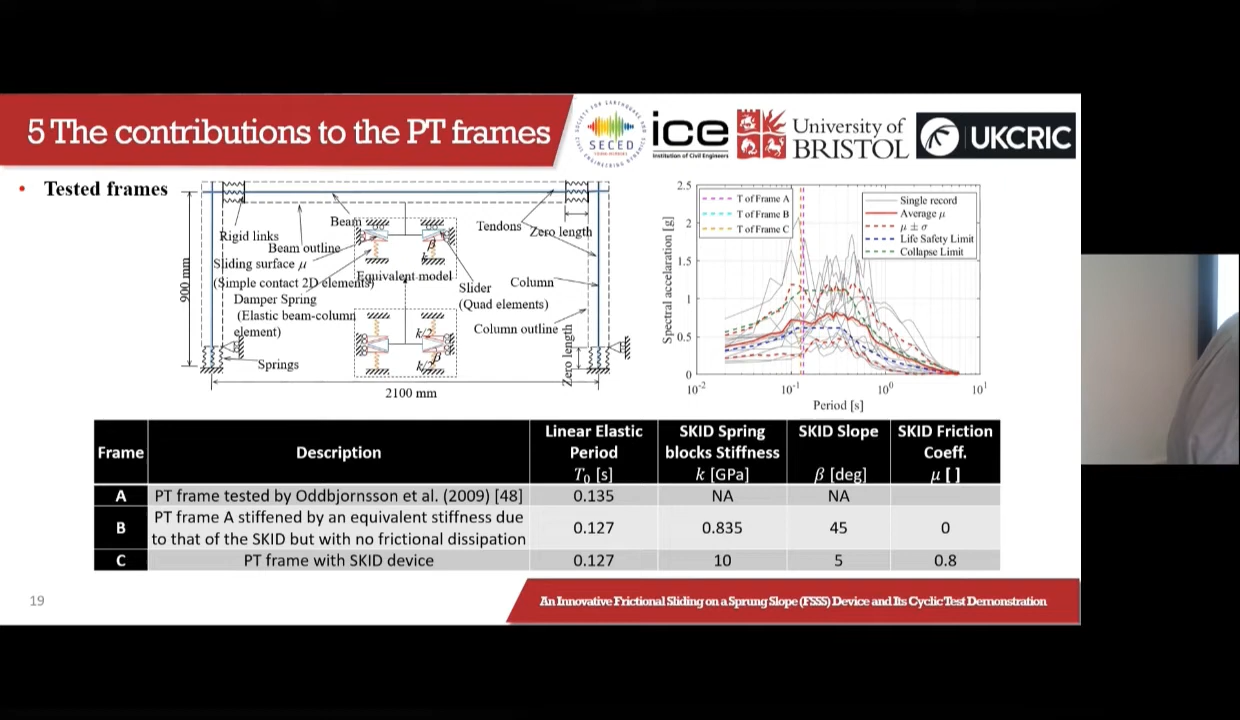 5 The contributions to the PT frames
SECED
ice
Institution of Civil Engineers
University of
BRISTOL
UKCRIC
• Tested frames
Rigid links
Beam
Beam outline
Sliding surface μ
(Simple contact 2D elements)
Damper Spring
(Elastic beam-column
element)
Springs
Equivalent model
β
k
k/2
β
k/2
Tendons
Zero length
Column
Slider
(Quad elements)
Column outline
Zero length
900 mm
2100 mm
Spectral accelaration [g]
2.5
2
1.5
1
0.5
0
10-2
10-1
100
101
Period [s]
T of Frame A
T of Frame B
T of Frame C
Single record
Average μ
μ ± σ
Life Safety Limit
Collapse Limit
Frame Description Linear Elastic Period T0 [s] SKID Spring blocks Stiffness k [GPa] SKID Slope β [deg] SKID Friction Coeff. μ [ ]
A PT frame tested by Oddbjornsson et al. (2009) [48] 0.135 NA NA
B PT frame A stiffened by an equivalent stiffness due to that of the SKID but with no frictional dissipation 0.127 0.835 45 0
C PT frame with SKID device 0.127 10 5 0.8
19
An Innovative Frictional Sliding on a Sprung Slope (FSSS) Device and Its Cyclic Test Demonstration